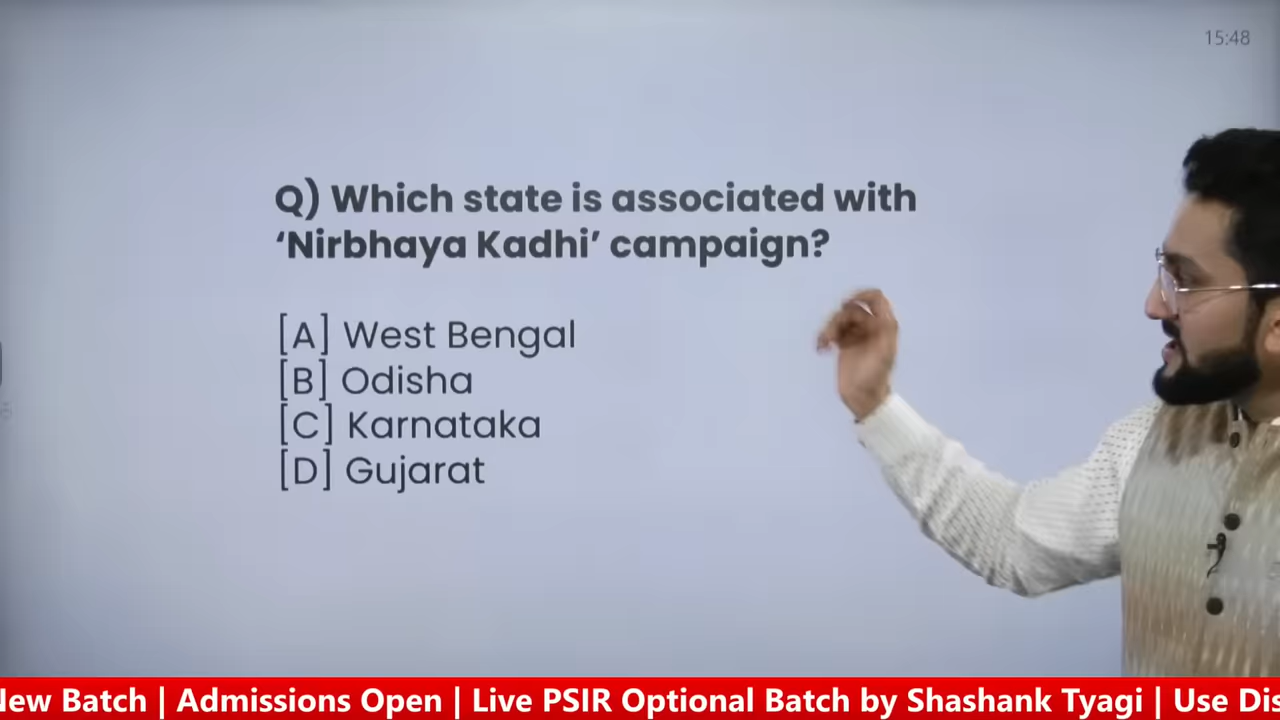 15:48
Q) Which state is associated with
‘Nirbhaya Kadhi’ campaign?
[A] West Bengal
[B] Odisha
[C] Karnataka
[D] Gujarat
New Batch | Admissions Open | Live PSIR Optional Batch by Shashank Tyagi | Use Dis